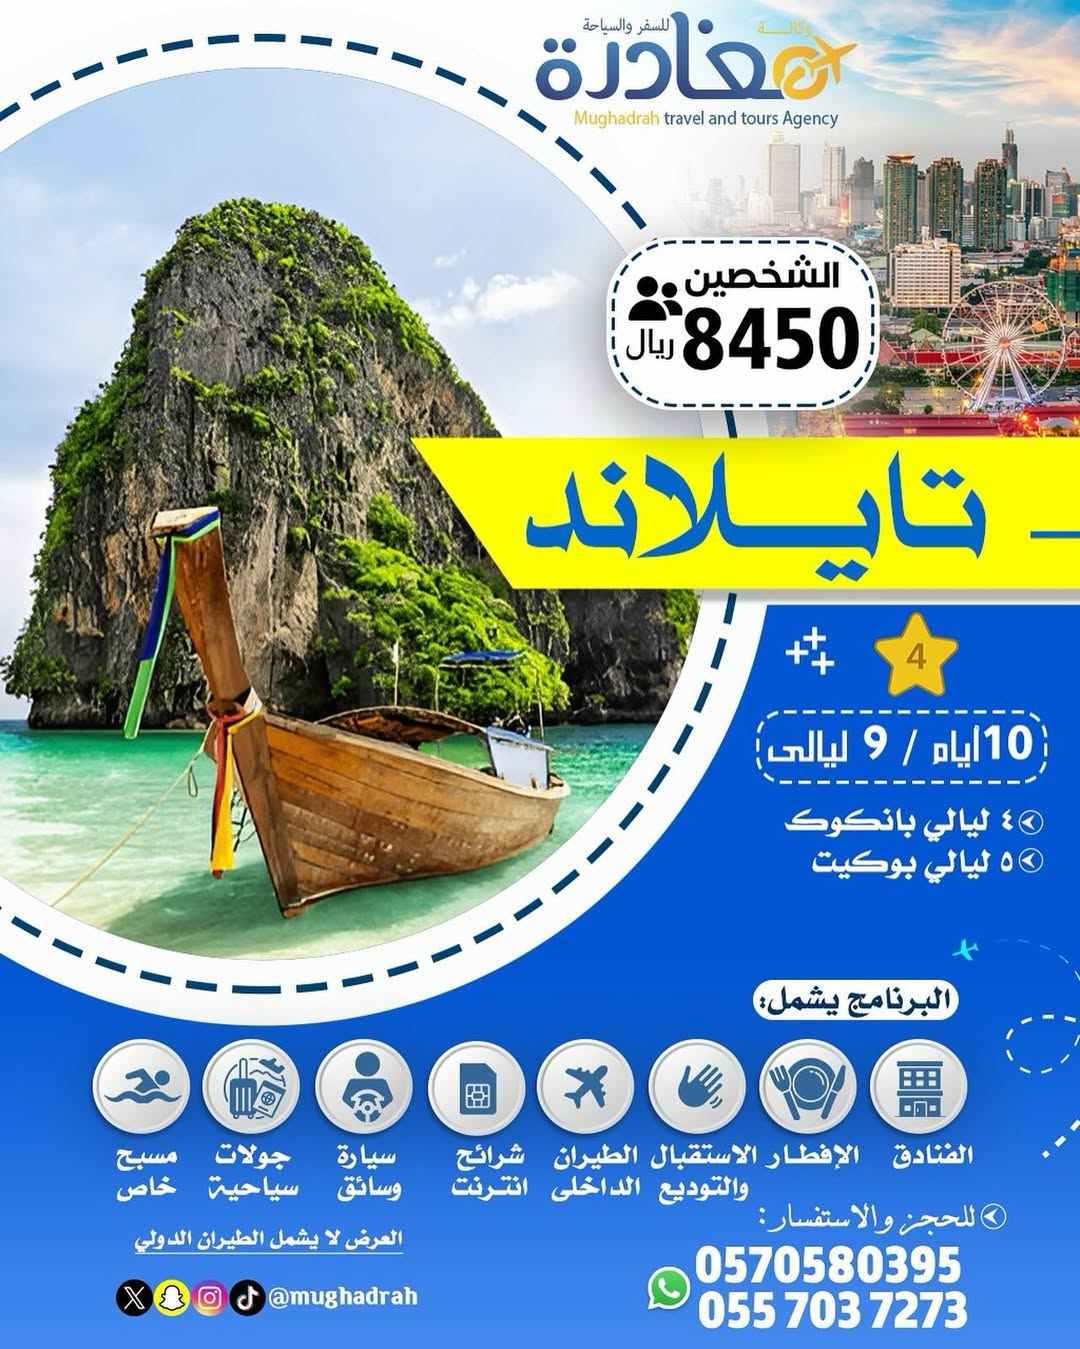 وكالة
للسفر والسياحة
مغادرة
Mughadrah travel and tours Agency
الشخصين
8450 ريال
تايلاند
4
10أيام / 9 ليالى
٤ ليالي بانكوك
٥ ليالي بوكيت
البرنامج يشمل:
الفنادق
الإفطار
الاستقبال والتوديع
الطيران الداخلى
شرائح انترنت
سيارة وسائق
جولات سياحية
مسبح خاص
للحجز والاستفسار:
0570580395
055 703 7273
العرض لا يشمل الطيران الدولي
@mughadrah